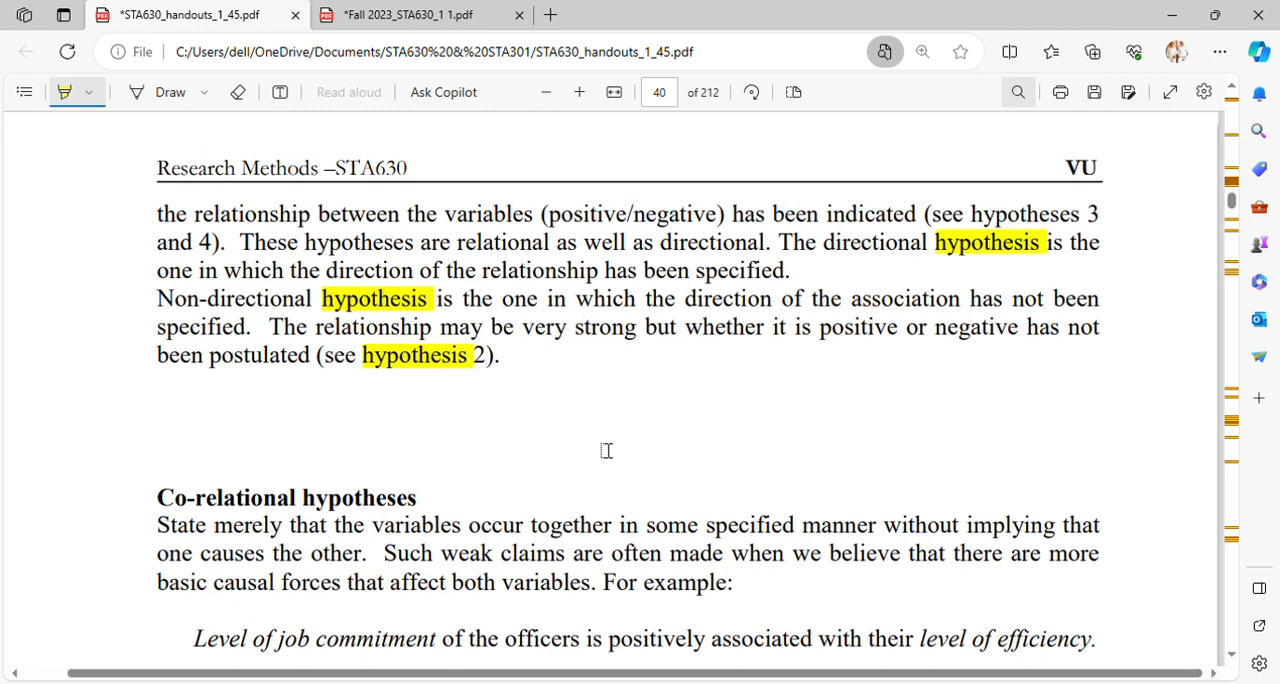 *STA630_handouts_1_45.pdf
*Fall 2023_STA630_1 1.pdf
File
C:/Users/dell/OneDrive/Documents/STA630%20&%20STA301/STA630_handouts_1_45.pdf
Draw
Read aloud
Ask Copilot
40
of 212
Research Methods –STA630 VU
the relationship between the variables (positive/negative) has been indicated (see hypotheses 3
and 4). These hypotheses are relational as well as directional. The directional hypothesis is the
one in which the direction of the relationship has been specified.
Non-directional hypothesis is the one in which the direction of the association has not been
specified. The relationship may be very strong but whether it is positive or negative has not
been postulated (see hypothesis 2).
Co-relational hypotheses
State merely that the variables occur together in some specified manner without implying that
one causes the other. Such weak claims are often made when we believe that there are more
basic causal forces that affect both variables. For example:
Level of job commitment of the officers is positively associated with their level of efficiency.